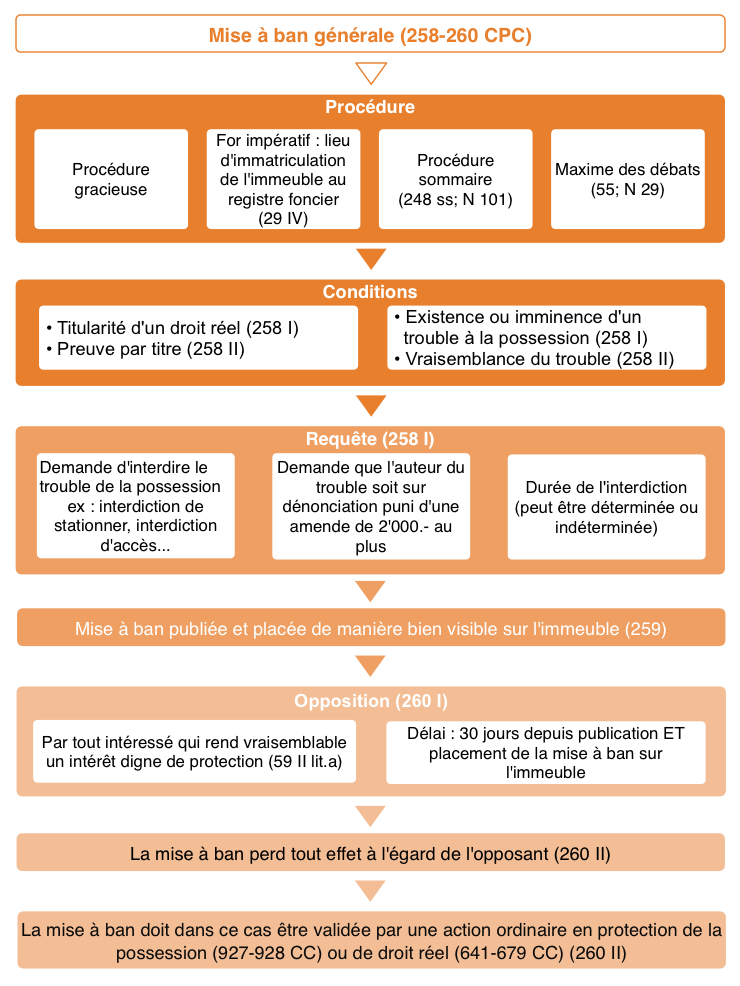 Mise à ban générale (258-260 CPC)
Procédure
Procédure
gracieuse
For impératif : lieu
d'immatriculation
de l'immeuble au
registre foncier
(29 IV)
Procédure
sommaire
(248 ss; N 101)
Maxime des débats
(55; N 29)
Conditions
• Titularité d'un droit réel (258 I)
• Preuve par titre (258 II)
• Existence ou imminence d'un
trouble à la possession (258 I)
• Vraisemblance du trouble (258 II)
Requête (258 I)
Demande d'interdire le
trouble de la possession
ex : interdiction de
stationner, interdiction
d'accès...
Demande que l'auteur du
trouble soit sur
dénonciation puni d'une
amende de 2'000.- au
plus
Durée de l'interdiction
(peut être déterminée ou
indéterminée)
Mise à ban publiée et placée de manière bien visible sur l'immeuble (259)
Opposition (260 I)
Par tout intéressé qui rend vraisemblable
un intérêt digne de protection (59 II lit.a)
Délai : 30 jours depuis publication ET
placement de la mise à ban sur
l'immeuble
La mise à ban perd tout effet à l'égard de l'opposant (260 II)
La mise à ban doit dans ce cas être validée par une action ordinaire en protection de la
possession (927-928 CC) ou de droit réel (641-679 CC) (260 II)